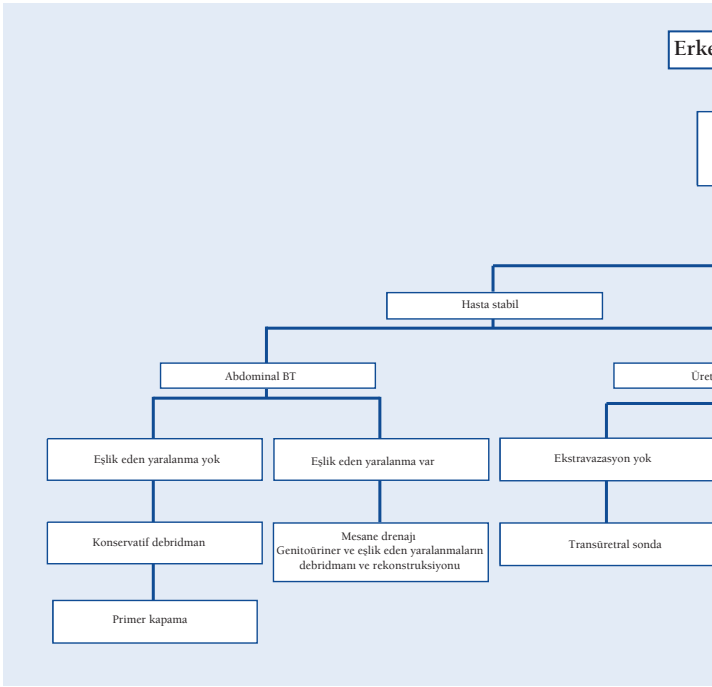 Erke
Hasta stabil
Abdominal BT
Üret
Eşlik eden yaralanma yok
Eşlik eden yaralanma var
Ekstravazasyon yok
Konservatif debridman
Mesane drenajı
Genitoüriner ve eşlik eden yaralanmaların
debridmanı ve rekonstruksiyonu
Transüretral sonda
Primer kapama